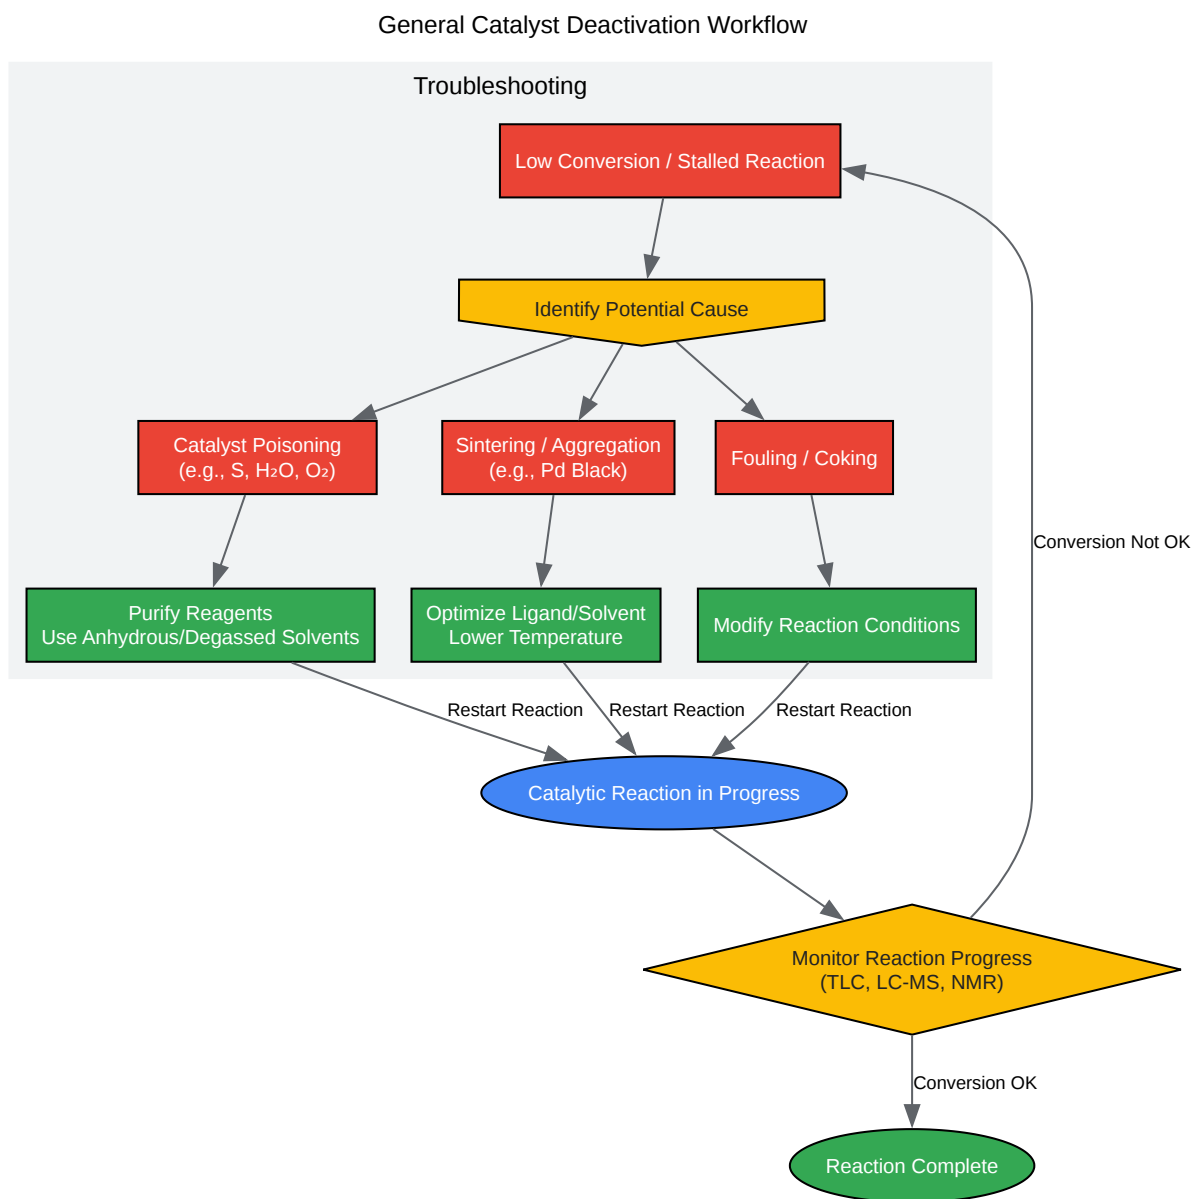 General Catalyst Deactivation Workflow
Troubleshooting
Low Conversion / Stalled Reaction
Identify Potential Cause
Catalyst Poisoning
(e.g., S, H₂O, O₂)
Sintering / Aggregation
(e.g., Pd Black)
Fouling / Coking
Conversion Not OK
Purify Reagents
Use Anhydrous/Degassed Solvents
Optimize Ligand/Solvent
Lower Temperature
Modify Reaction Conditions
Restart Reaction
Restart Reaction
Restart Reaction
Catalytic Reaction in Progress
Monitor Reaction Progress
(TLC, LC-MS, NMR)
Conversion OK
Reaction Complete